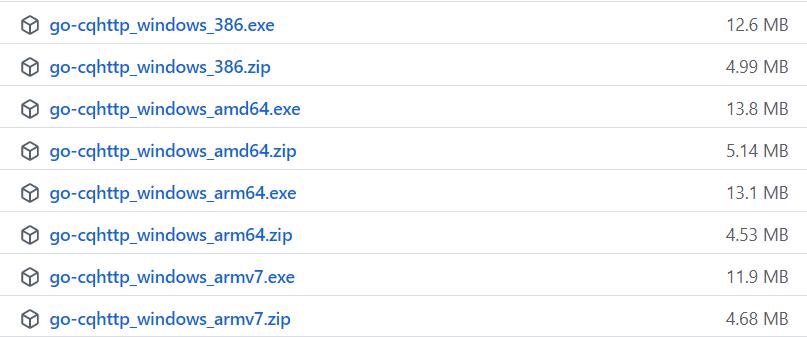 go-cqhttp_windows_386.exe 12.6 MB
go-cqhttp_windows_386.zip 4.99 MB
go-cqhttp_windows_amd64.exe 13.8 MB
go-cqhttp_windows_amd64.zip 5.14 MB
go-cqhttp_windows_arm64.exe 13.1 MB
go-cqhttp_windows_arm64.zip 4.53 MB
go-cqhttp_windows_armv7.exe 11.9 MB
go-cqhttp_windows_armv7.zip 4.68 MB